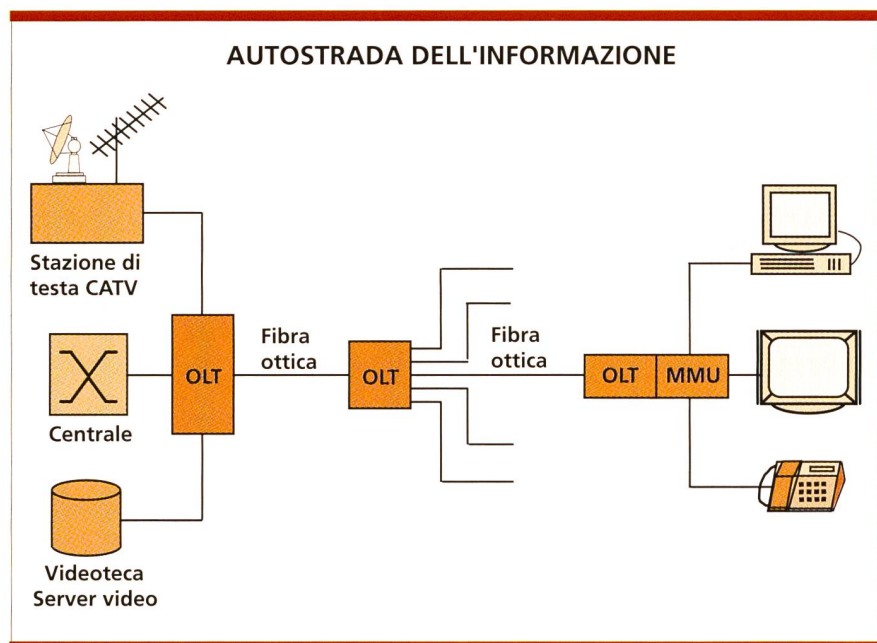 AUTOSTRADA DELL'INFORMAZIONE
Stazione di
testa CATV
Centrale
Videoteca
Server video
OLT
Fibra
ottica
OLT
Fibra
ottica
OLT
MMU